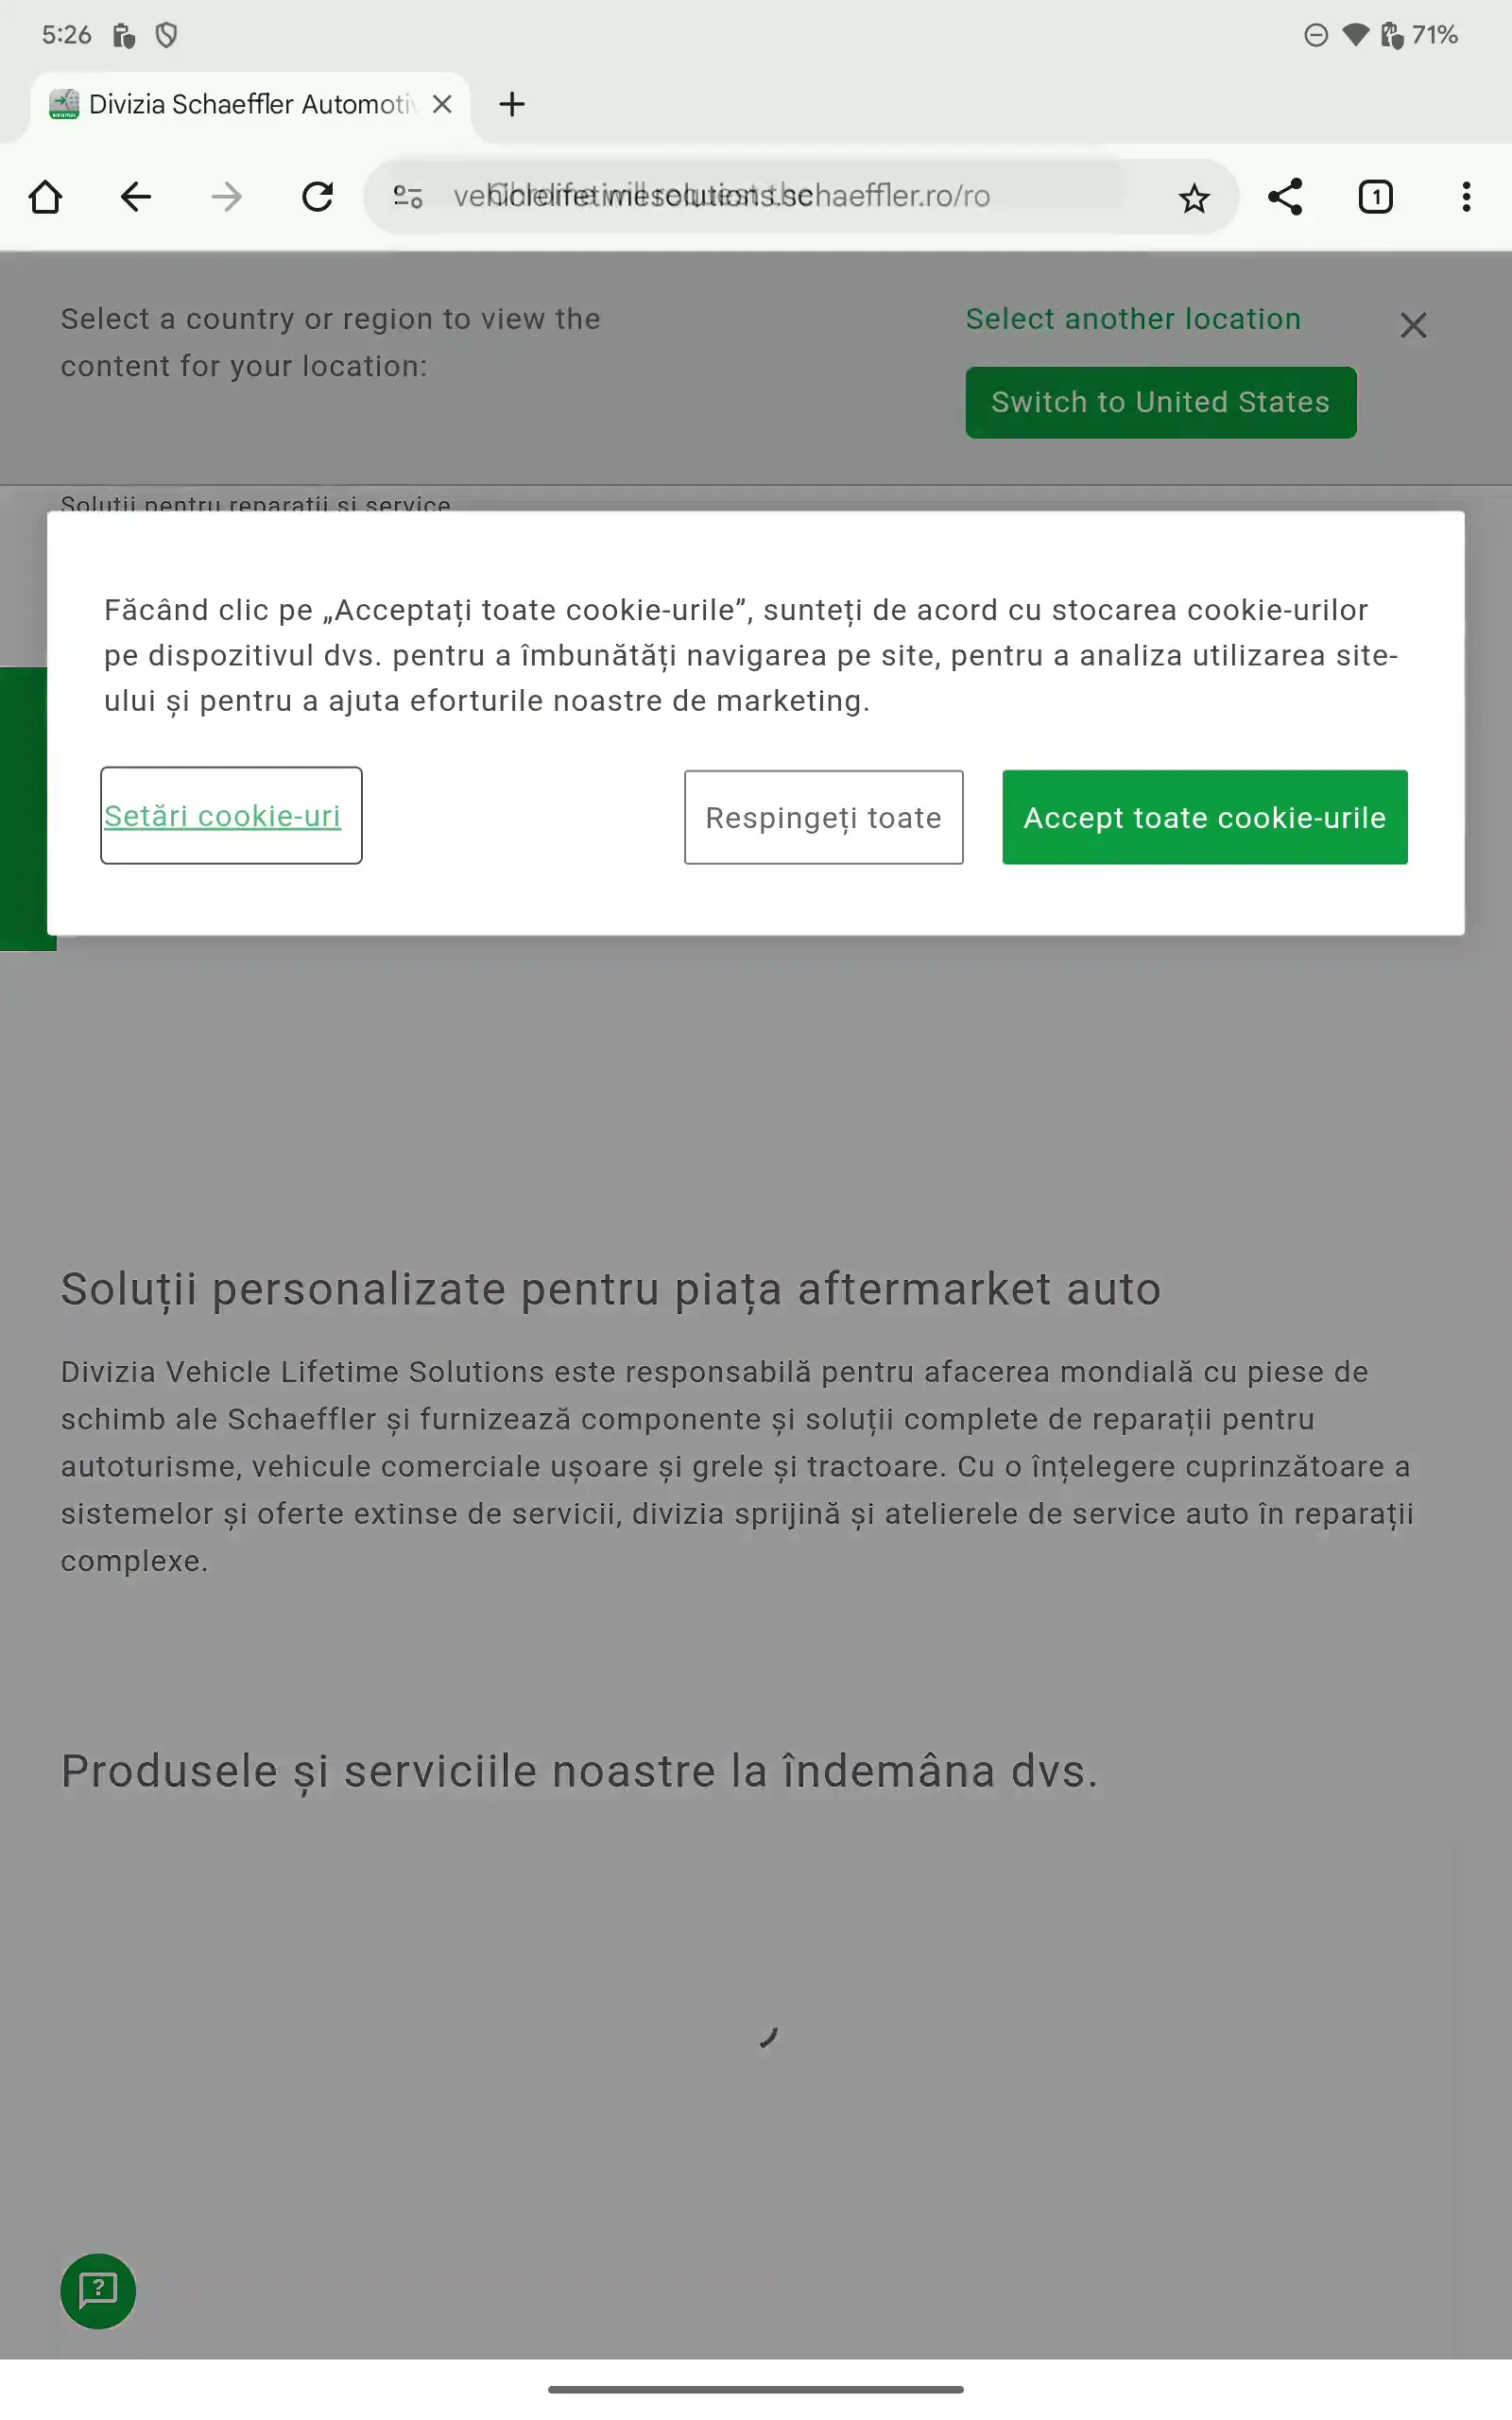 5:26
71%
Divizia Schaeffler Automotiv
vehiclelifetimesolutions.schaeffler.ro/ro
1
Select a country or region to view the
content for your location:
Select another location
Switch to United States
Soluții pentru reparații și service
Făcând clic pe „Acceptați toate cookie-urile”, sunteți de acord cu stocarea cookie-urilor
pe dispozitivul dvs. pentru a îmbunătăți navigarea pe site, pentru a analiza utilizarea site-
ului și pentru a ajuta eforturile noastre de marketing.
Setări cookie-uri
Respingeți toate
Accept toate cookie-urile
Soluții personalizate pentru piața aftermarket auto
Divizia Vehicle Lifetime Solutions este responsabilă pentru afacerea mondială cu piese de
schimb ale Schaeffler și furnizează componente și soluții complete de reparații pentru
autoturisme, vehicule comerciale ușoare și grele și tractoare. Cu o înțelegere cuprinzătoare a
sistemelor și oferte extinse de servicii, divizia sprijină și atelierele de service auto în reparații
complexe.
Produsele și serviciile noastre la îndemâna dvs.